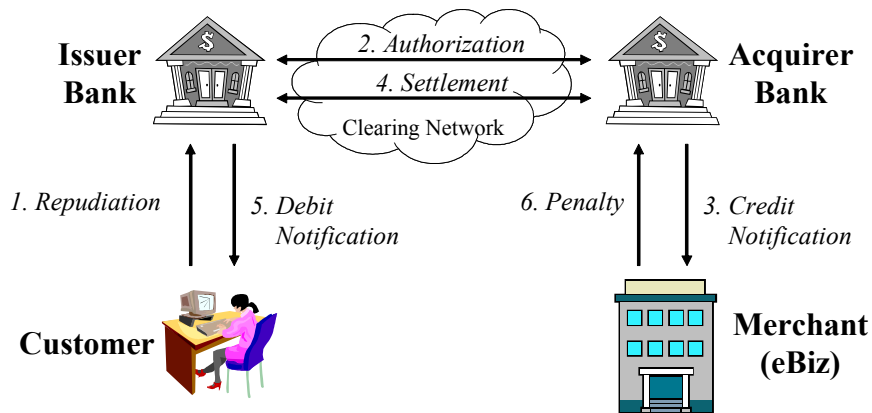 Issuer
Bank
$
2. Authorization
4. Settlement
Clearing Network
$
Acquirer
Bank
1. Repudiation
5. Debit
Notification
6. Penalty
3. Credit
Notification
Customer
Merchant
(eBiz)